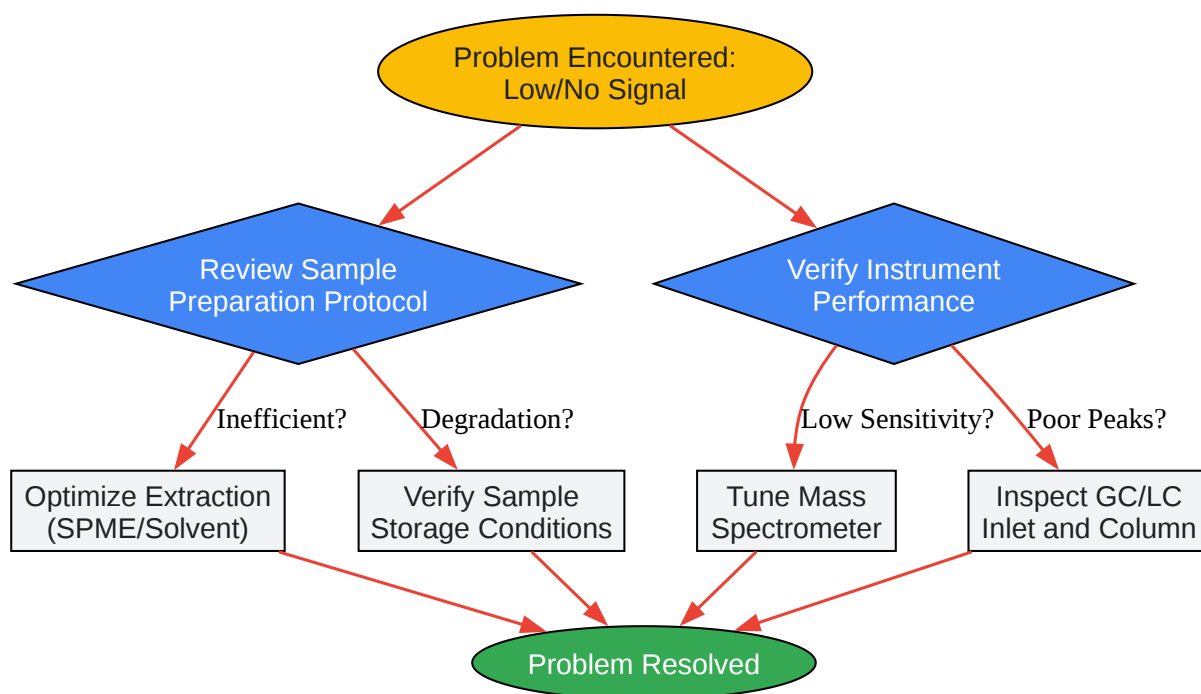 Problem Encountered:
Low/No Signal
Review Sample
Preparation Protocol
Verify Instrument
Performance
Inefficient?
Degradation?
Low Sensitivity?
Poor Peaks?
Optimize Extraction
(SPME/Solvent)
Verify Sample
Storage Conditions
Tune Mass
Spectrometer
Inspect GC/LC
Inlet and Column
Problem Resolved